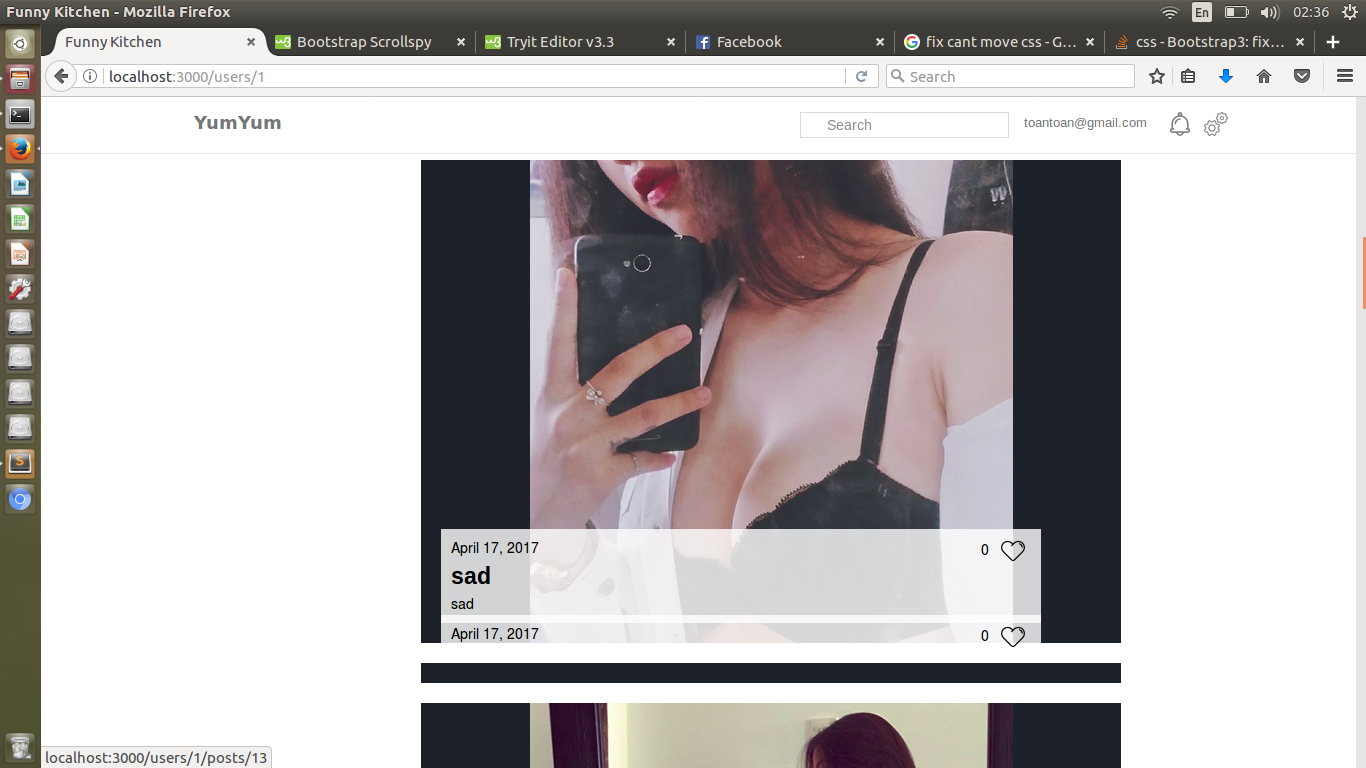 Funny Kitchen - Mozilla Firefox
En
02:36
Funny Kitchen
Bootstrap Scrollspy
Tryit Editor v3.3
Facebook
fix cant move css - G...
css - Bootstrap3: fix...
localhost:3000/users/1
Search
YumYum
Search
toantoan@gmail.com
April 17, 2017
0
sad
sad
April 17, 2017
0
localhost:3000/users/1/posts/13